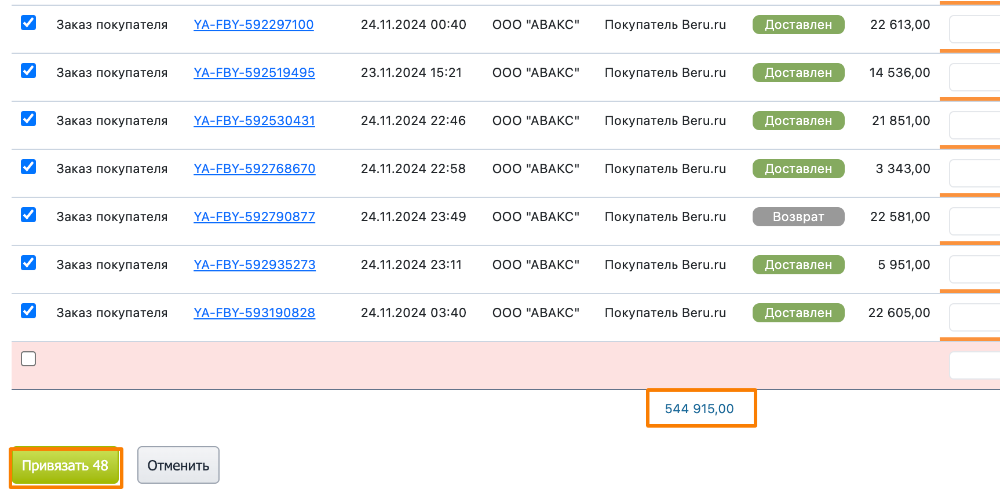 Заказ покупателя YA-FBY-592297100 24.11.2024 00:40 ООО "АВАКС" Покупатель Beru.ru Доставлен 22 613,00
Заказ покупателя YA-FBY-592519495 23.11.2024 15:21 ООО "АВАКС" Покупатель Beru.ru Доставлен 14 536,00
Заказ покупателя YA-FBY-592530431 24.11.2024 22:46 ООО "АВАКС" Покупатель Beru.ru Доставлен 21 851,00
Заказ покупателя YA-FBY-592768670 24.11.2024 22:58 ООО "АВАКС" Покупатель Beru.ru Доставлен 3 343,00
Заказ покупателя YA-FBY-592790877 24.11.2024 23:49 ООО "АВАКС" Покупатель Beru.ru Возврат 22 581,00
Заказ покупателя YA-FBY-592935273 24.11.2024 23:11 ООО "АВАКС" Покупатель Beru.ru Доставлен 5 951,00
Заказ покупателя YA-FBY-593190828 24.11.2024 03:40 ООО "АВАКС" Покупатель Beru.ru Доставлен 22 605,00
544 915,00
Привязать 48 Отменить